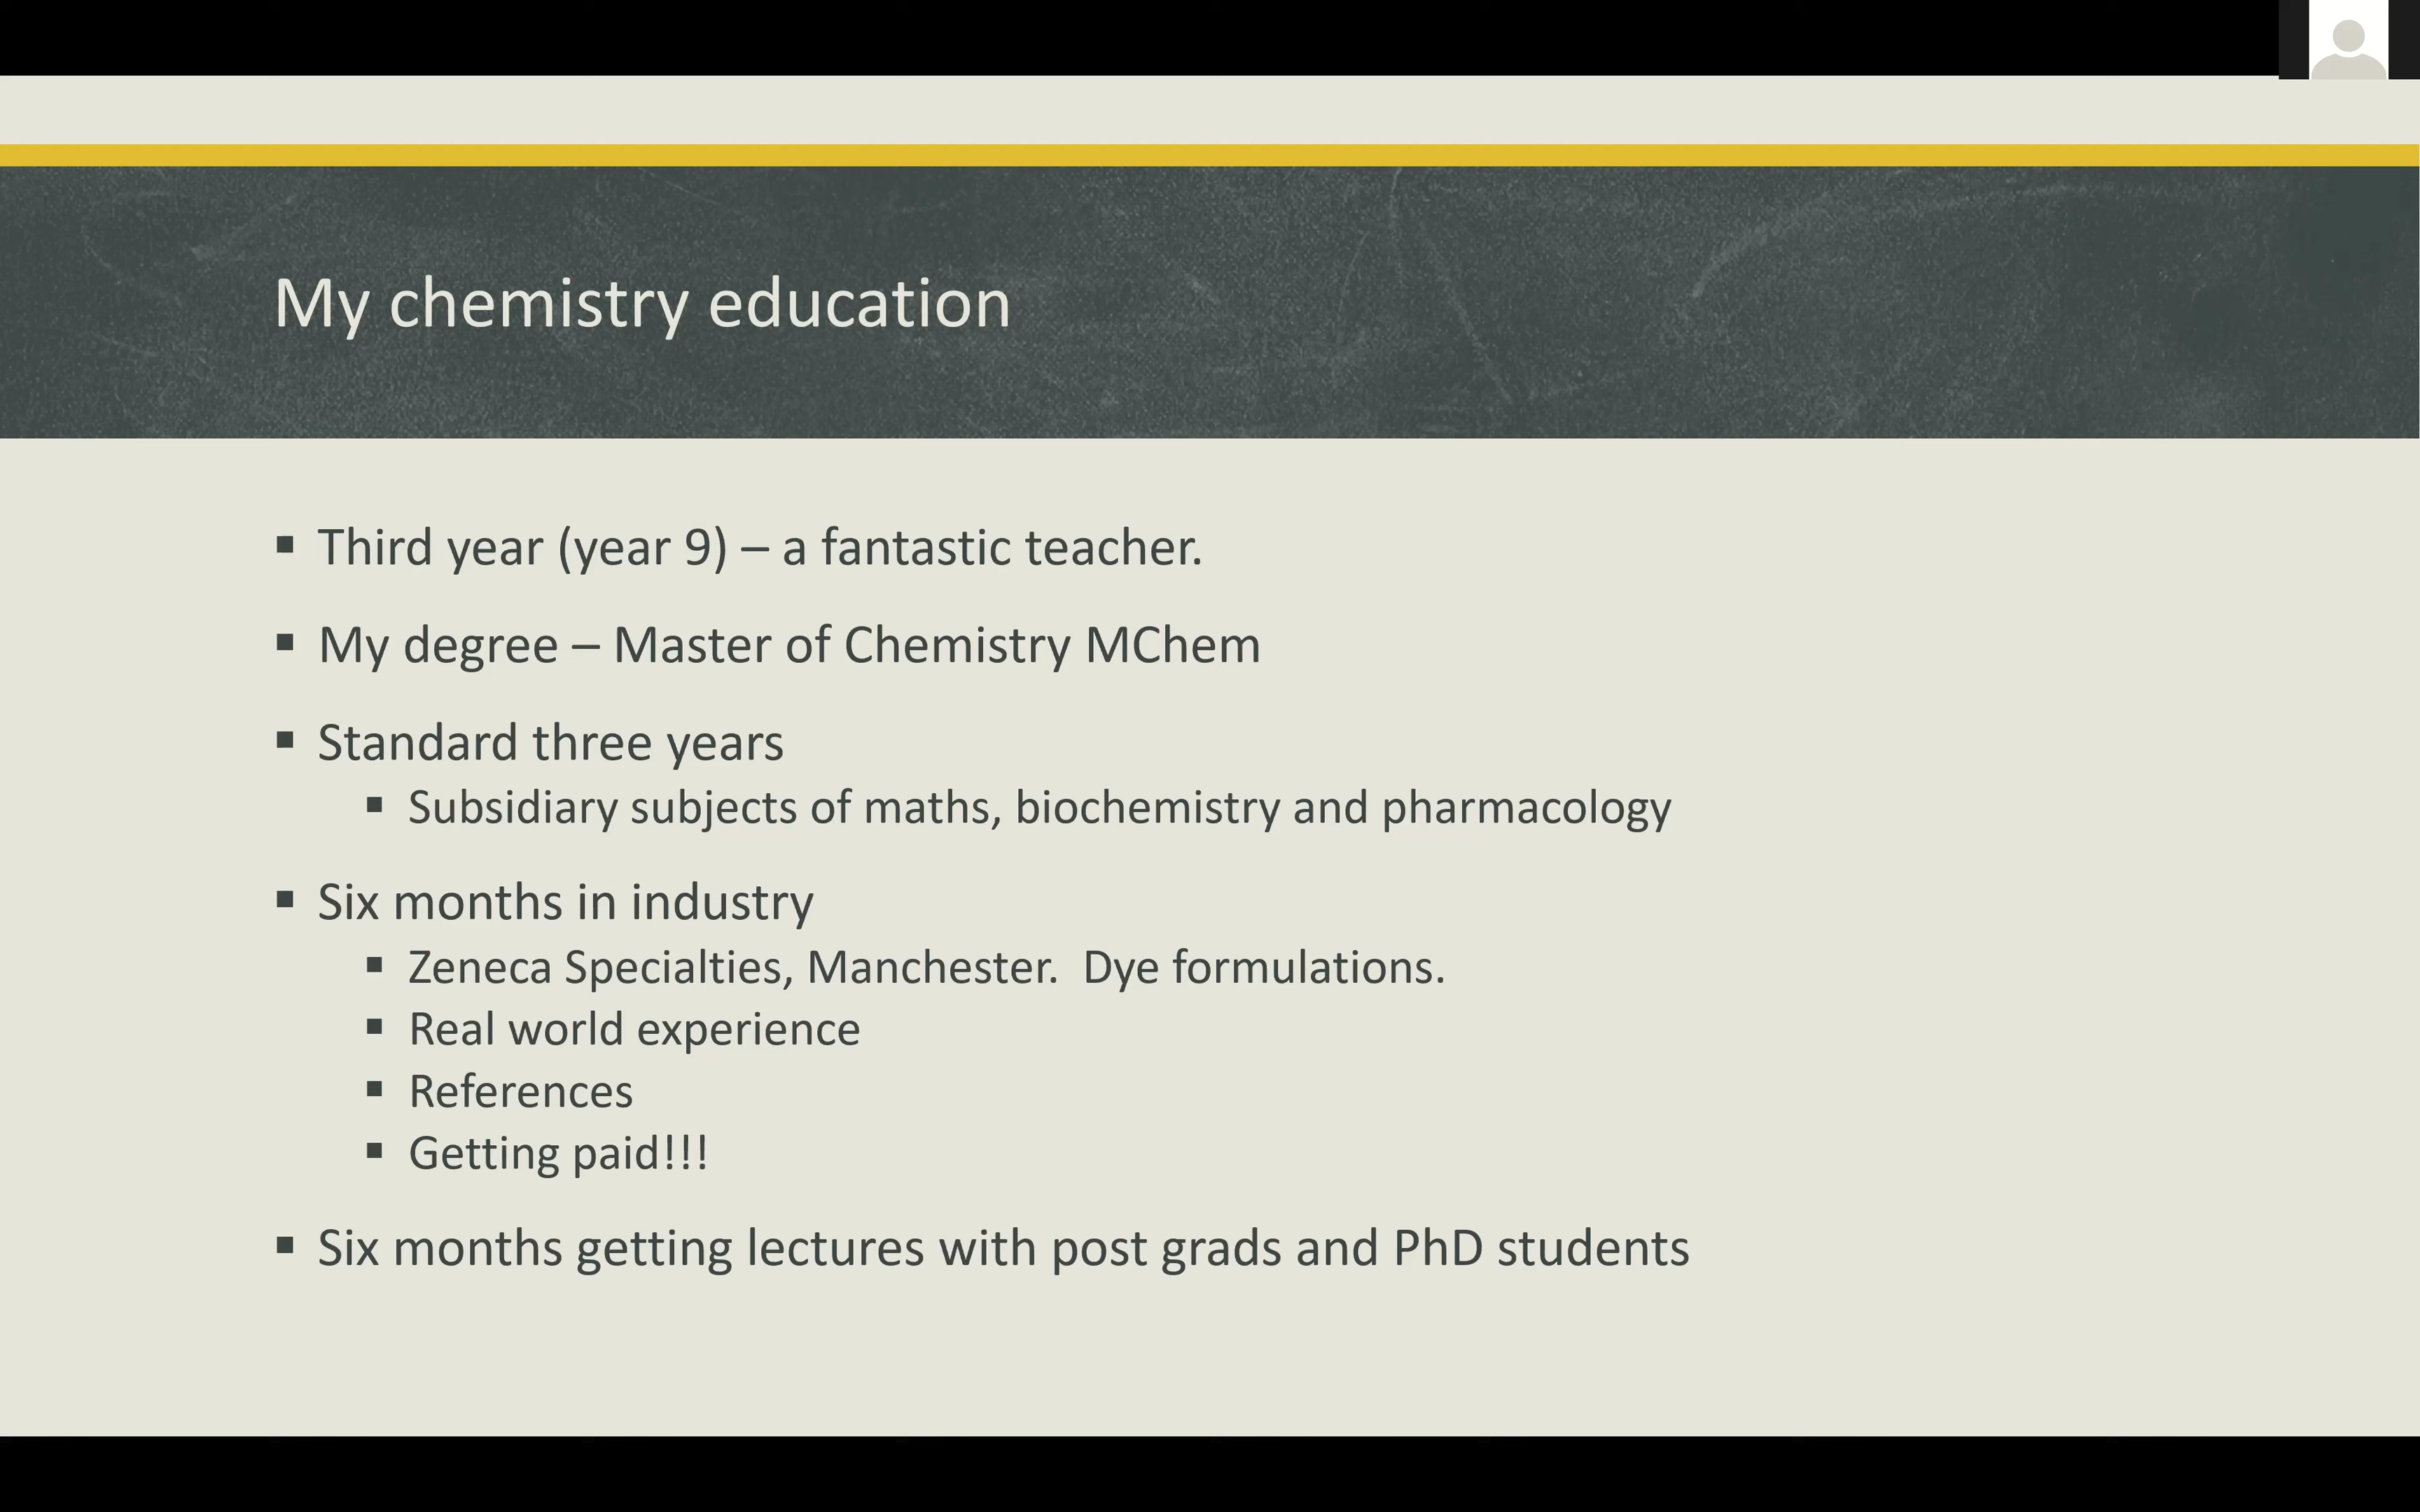 My chemistry education
▪ Third year (year 9) – a fantastic teacher.
▪ My degree – Master of Chemistry MChem
▪ Standard three years
▪ Subsidiary subjects of maths, biochemistry and pharmacology
▪ Six months in industry
▪ Zeneca Specialties, Manchester.  Dye formulations.
▪ Real world experience
▪ References
▪ Getting paid!!!
▪ Six months getting lectures with post grads and PhD students